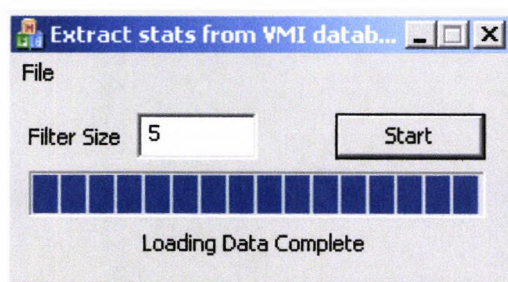 Extract stats from VMI datab...
File
Filter Size 5 Start
Loading Data Complete